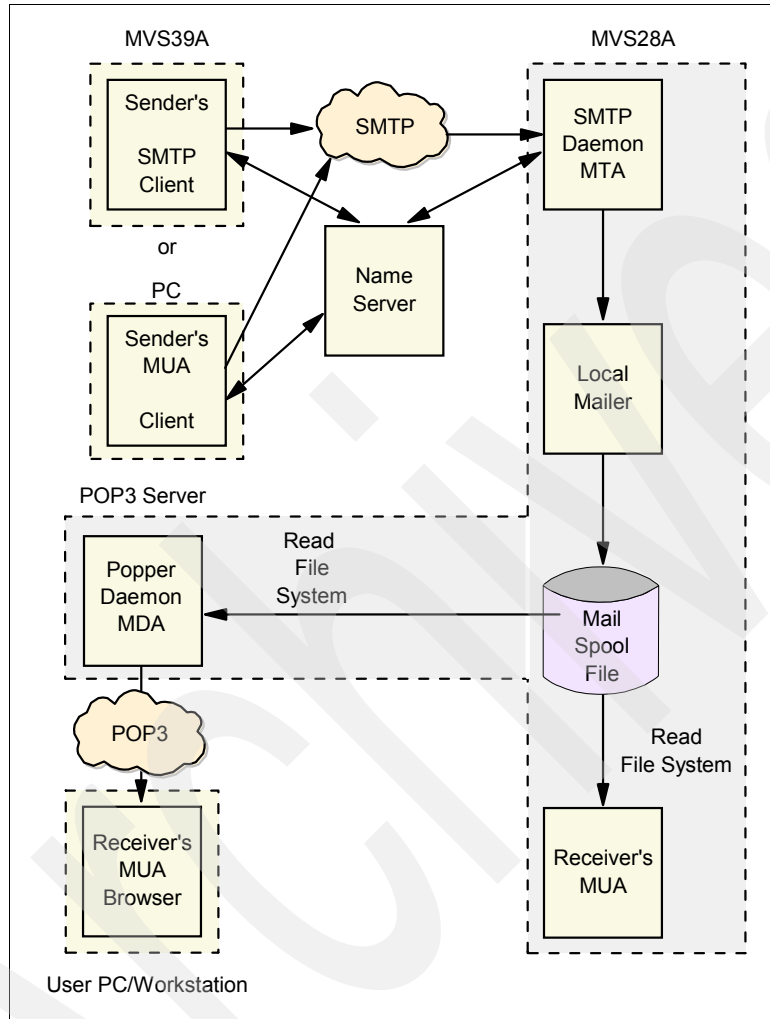 MVS39A
MVS28A
Sender's
SMTP
Client
SMTP
SMTP
Daemon
MTA
or
Name
Server
PC
Sender's
MUA
Client
Local
Mailer
POP3 Server
Popper
Daemon
MDA
Read
File
System
Mail
Spool
File
POP3
Read
File System
Receiver's
MUA
Browser
Receiver's
MUA
User PC/Workstation